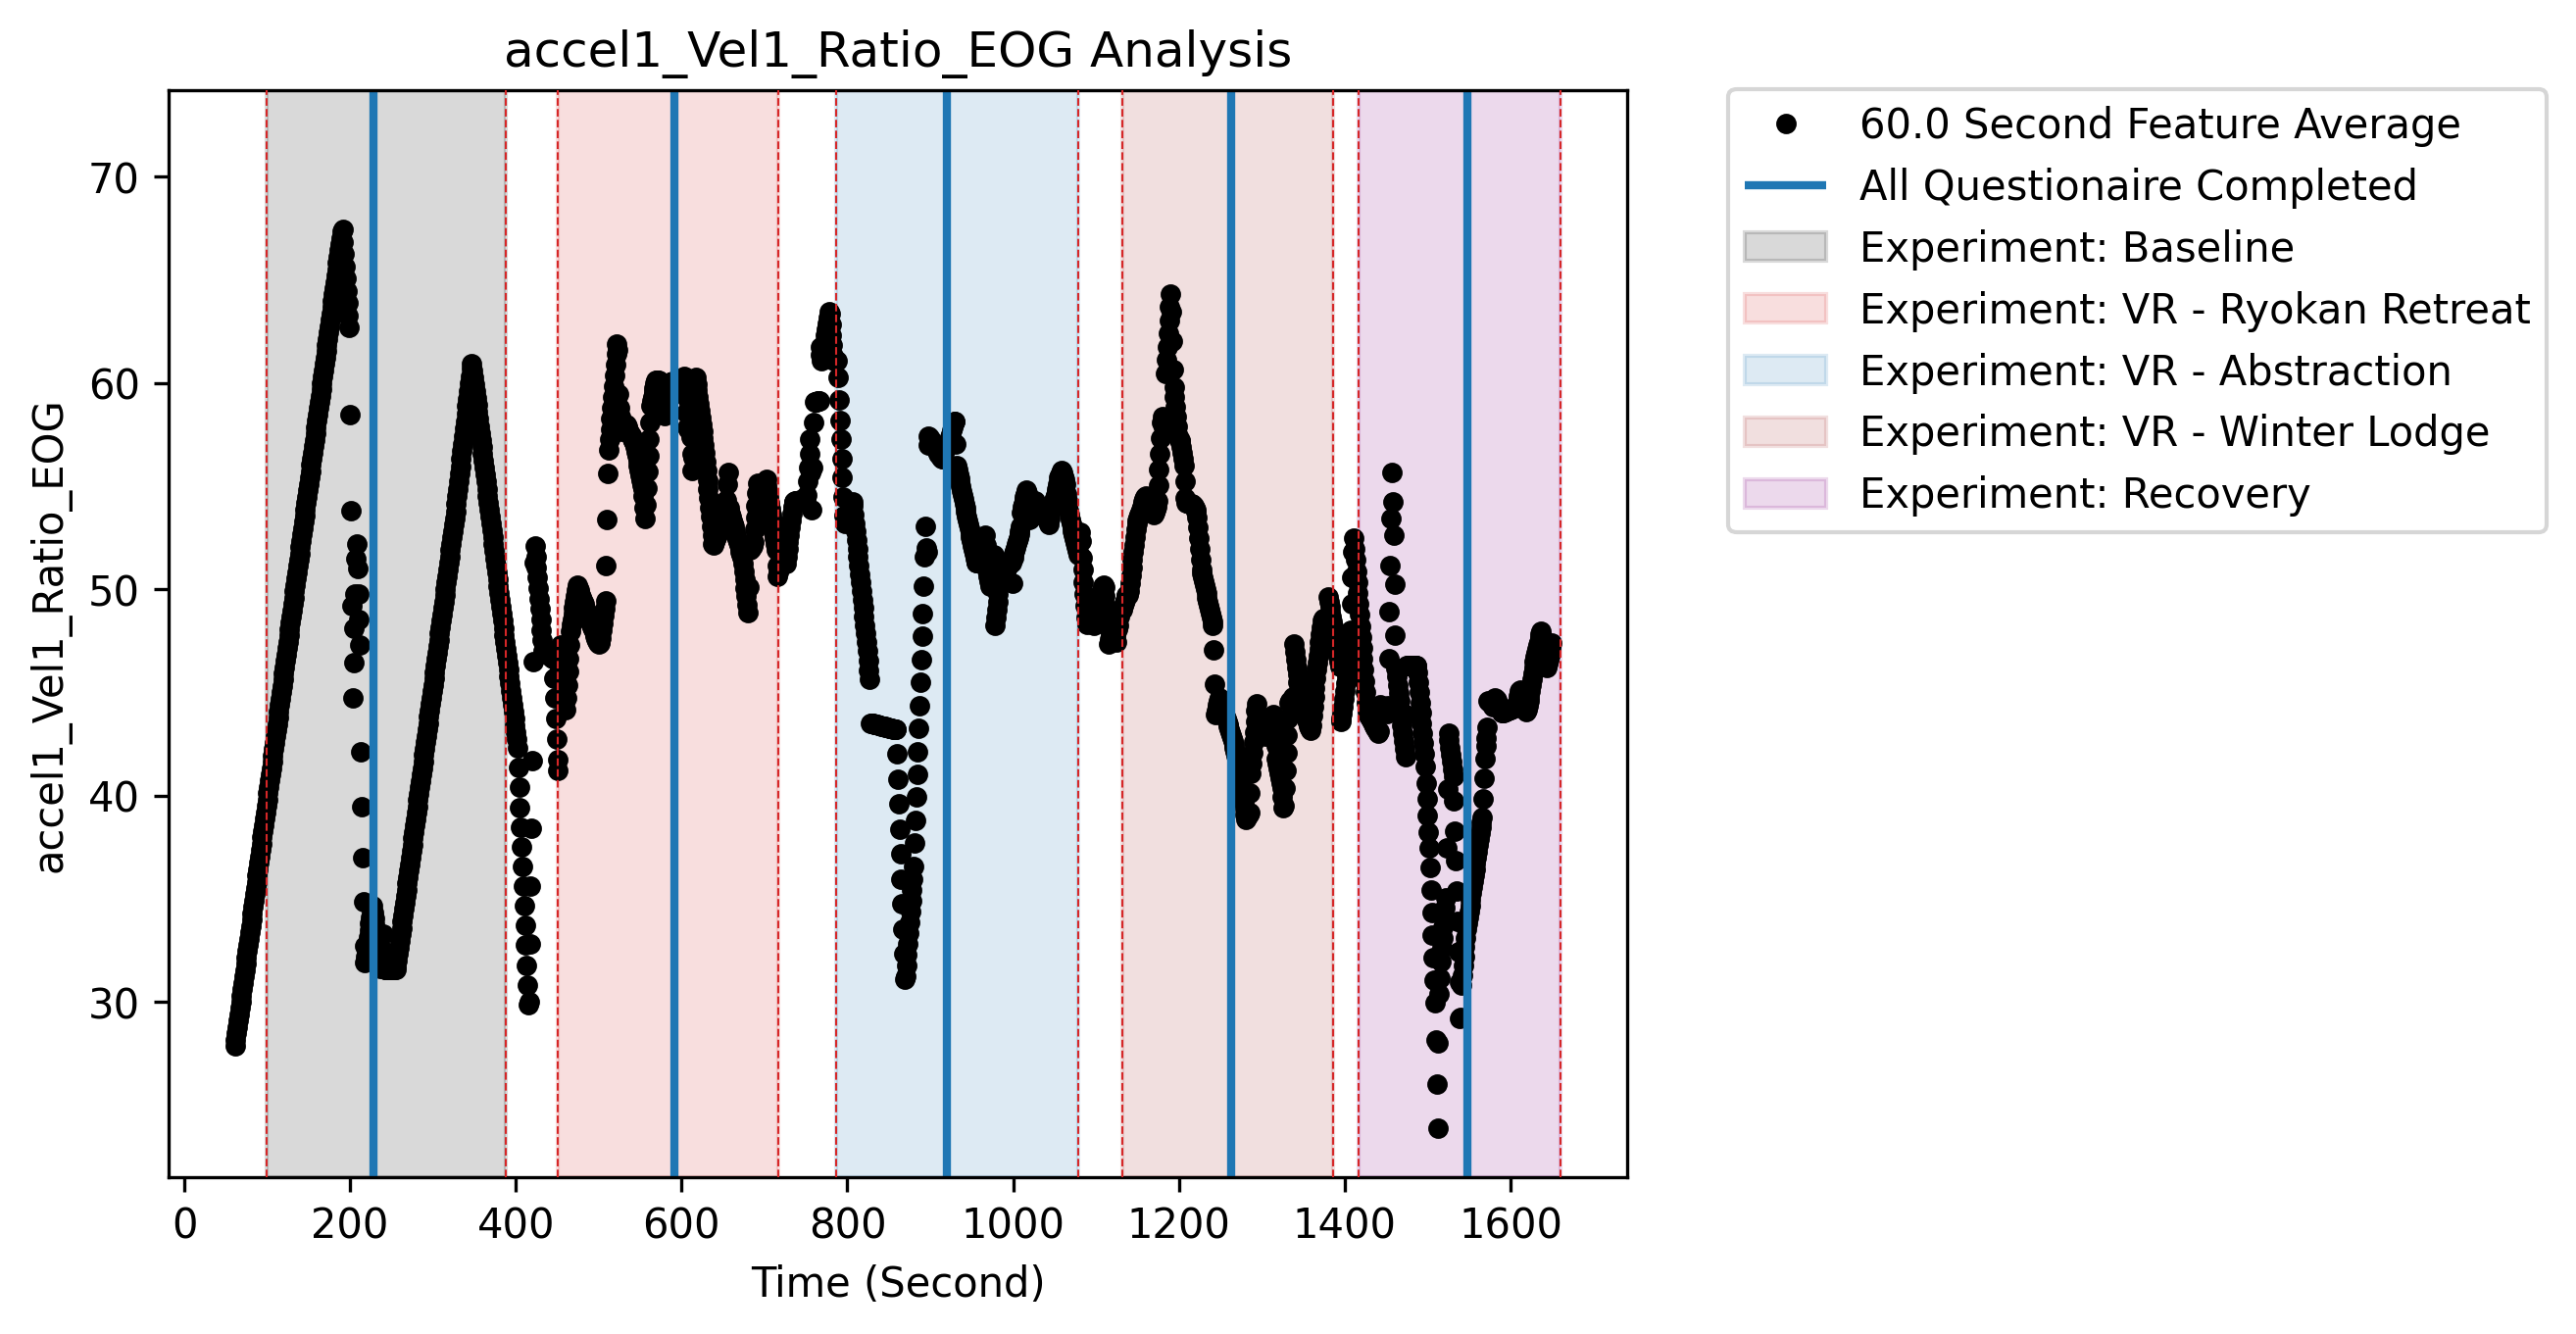 accel1_Vel1_Ratio_EOG Analysis
accel1_Vel1_Ratio_EOG
70
60
50
40
30
0 200 400 600 800 1000 1200 1400 1600
Time (Second)
60.0 Second Feature Average
All Questionaire Completed
Experiment: Baseline
Experiment: VR - Ryokan Retreat
Experiment: VR - Abstraction
Experiment: VR - Winter Lodge
Experiment: Recovery